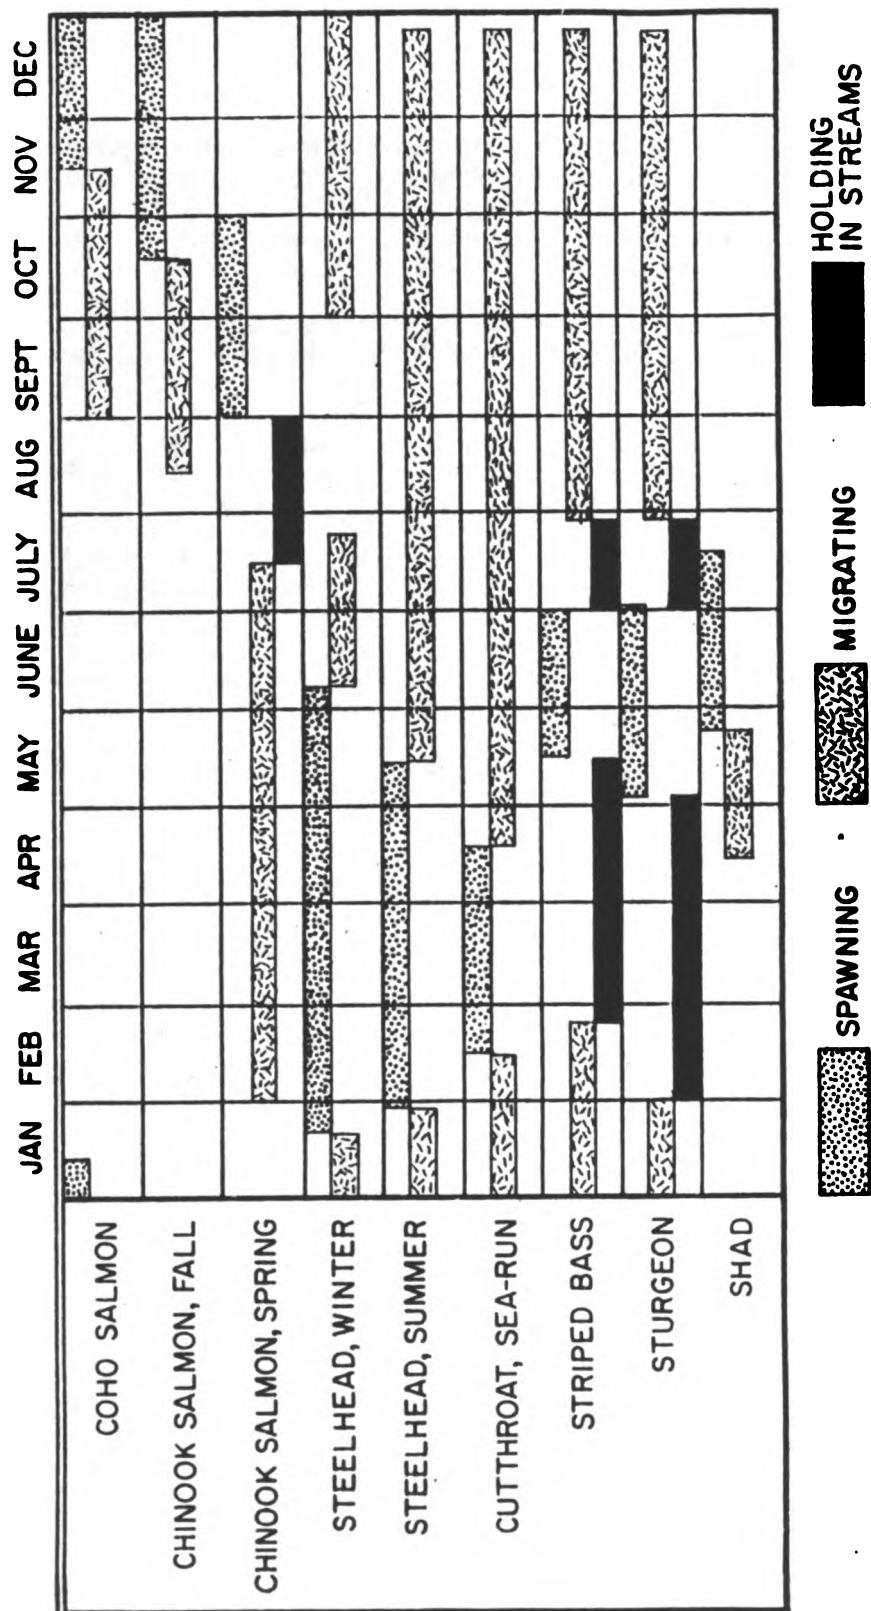 JAN FEB MAR APR MAY JUNE JULY AUG SEPT OCT NOV DEC
COHO SALMON
CHINOOK SALMON, FALL
CHINOOK SALMON, SPRING
STEELHEAD, WINTER
STEELHEAD, SUMMER
CUTTHROAT, SEA-RUN
STRIPED BASS
STURGEON
SHAD
SPAWNING
MIGRATING
HOLDING
IN STREAMS